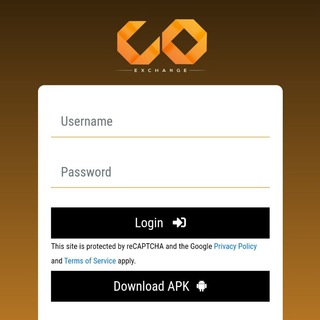 GO
EXCHANGE
Username
Password
Login
This site is protected by reCAPTCHA and the Google Privacy Policy
and Terms of Service apply.
Download APK